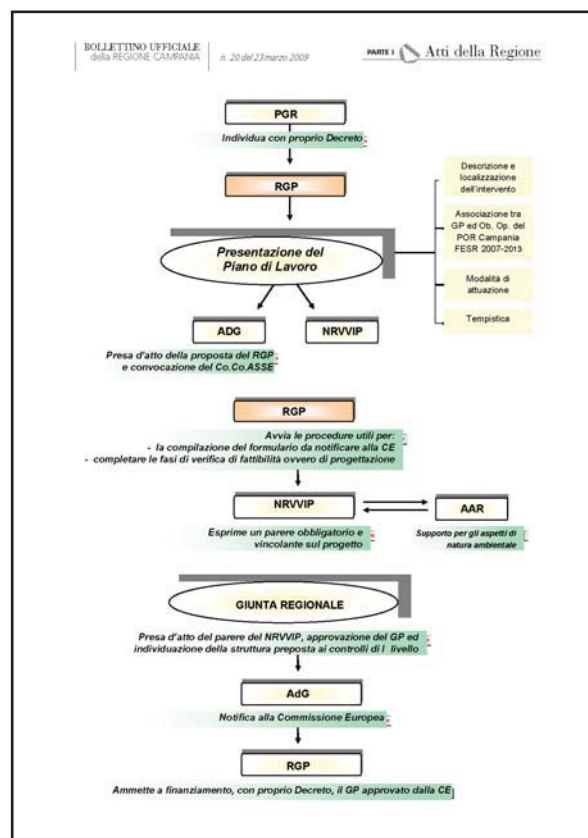 BOLLETTINO UFFICIALE
della REGIONE CAMPANIA
n. 20 del 23 marzo 2009
PARTE I
Atti della Regione
PGR
Individua con proprio Decreto
RGP
Presentazione del
Piano di Lavoro
Descrizione e
localizzazione
dell'intervento
Associazione tra
GP ed Ob. Op. del
POR Campania
FESR 2007-2013
Modalità di
attuazione
Tempistica
ADG
NRVVIP
Presa d'atto della proposta del RGP
e convocazione del Co.Co.ASSE
RGP
Avvia le procedure utili per:
- la compilazione del formulario da notificare alla CE
- completare le fasi di verifica di fattibilità ovvero di progettazione
NRVVIP
AAR
Esprime un parere obbligatorio e
vincolante sul progetto
Supporto per gli aspetti di
natura ambientale
GIUNTA REGIONALE
Presa d'atto del parere del NRVVIP, approvazione del GP ed
individuazione della struttura preposta ai controlli di I livello
AdG
Notifica alla Commissione Europea
RGP
Ammette a finanziamento, con proprio Decreto, il GP approvato dalla CE